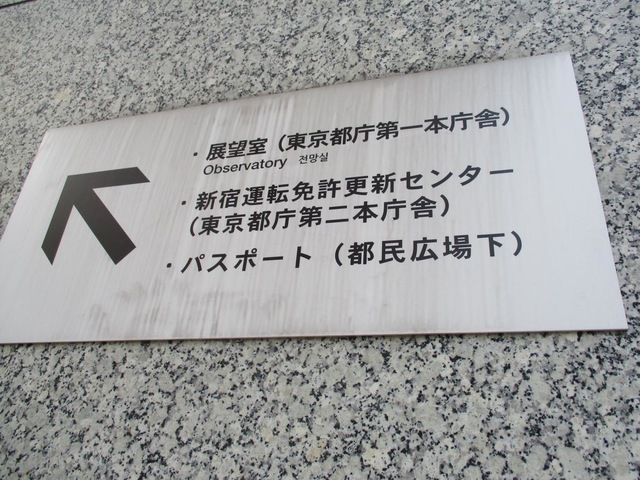 ・展望室（東京都庁第一本庁舎）
Observatory 전망실
・新宿運転免許更新センター
（東京都庁第二本庁舎）
・パスポート（都民広場下）